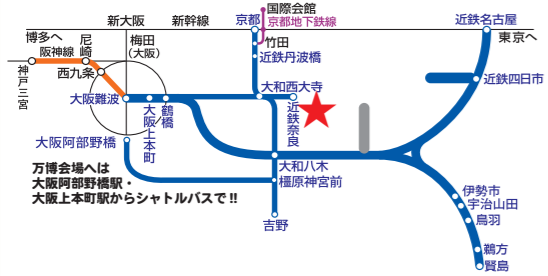 国際会館
京都地下鉄線
新大阪
新幹線
京都
近鉄名古屋
博多へ
尼崎
梅田
(大阪)
竹田
東京へ
阪神線
近鉄丹波橋
西九条
神戸三宮
大和西大寺
近鉄四日市
大阪難波
大阪上本町
鶴橋
近鉄奈良
大阪阿部野橋
大和八木
万博会場へは
大阪阿部野橋駅・
大阪上本町駅からシャトルバスで!!
橿原神宮前
伊勢市
宇治山田
鳥羽
吉野
鵜方
賢島